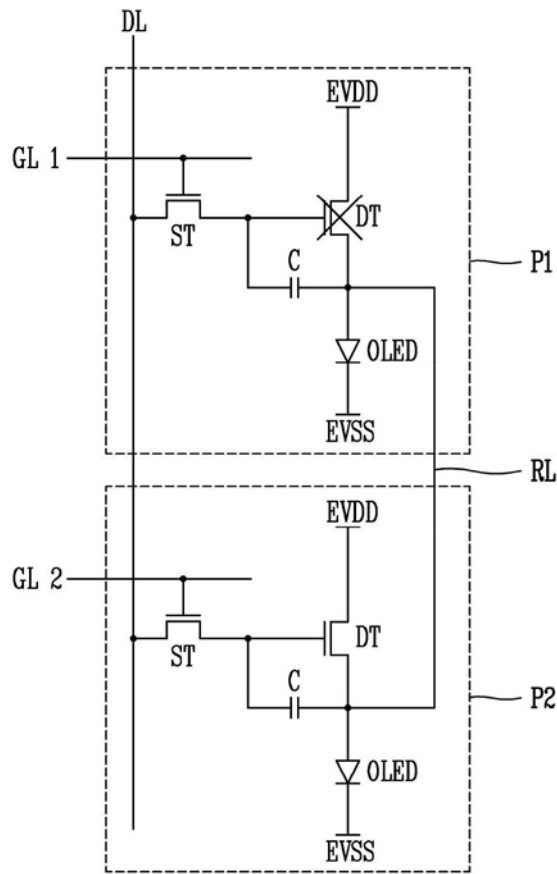 DL
EVDD
GL 1
DT
ST
C
P1
OLED
EVSS
RL
EVDD
GL 2
DT
ST
C
P2
OLED
EVSS